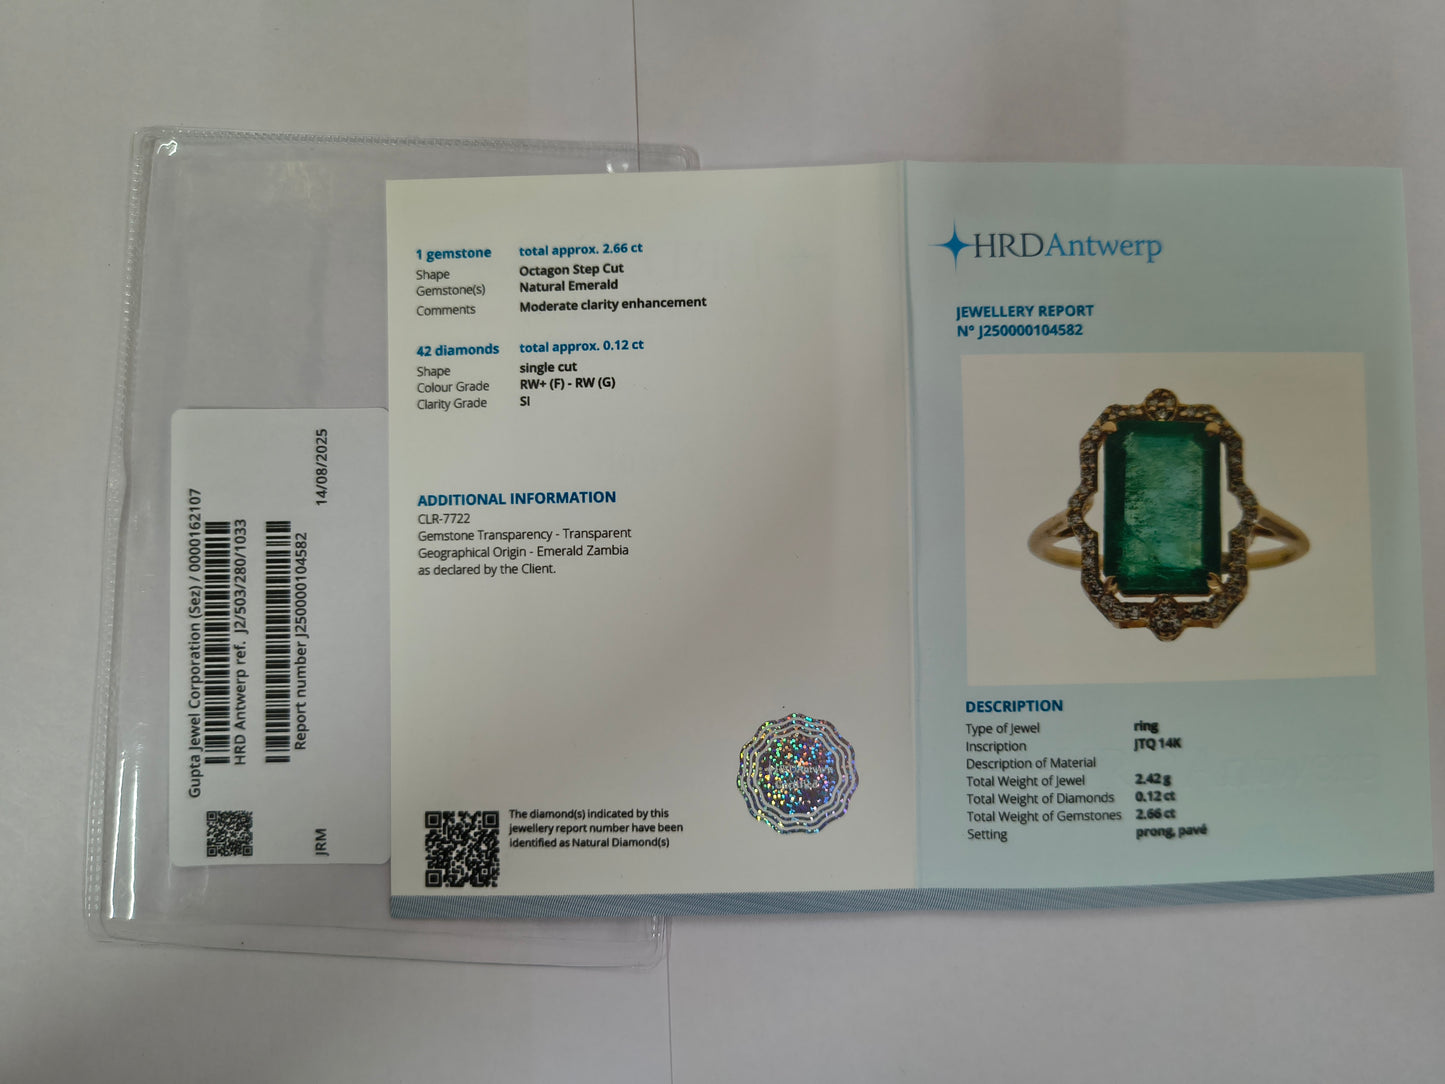 Gupta Jewel Corporation (Sez) / 0000162107
HRD Antwerp ref. J2/503/280/1033
Report number J250000104582
14/08/2025
JRM
1 gemstone total approx. 2.66 ct
Shape Octagon Step Cut
Gemstone(s) Natural Emerald
Comments Moderate clarity enhancement
42 diamonds total approx. 0.12 ct
Shape single cut
Colour Grade RW+ (F) - RW (G)
Clarity Grade SI
ADDITIONAL INFORMATION
CLR-7722
Gemstone Transparency - Transparent
Geographical Origin - Emerald Zambia
as declared by the Client.
The diamond(s) indicated by this
jewellery report number have been
identified as Natural Diamond(s)
HRDAntwerp
JEWELLERY REPORT
N° J250000104582
DESCRIPTION
Type of Jewel ring
Inscription JTQ 14K
Description of Material
Total Weight of Jewel 2.42 g
Total Weight of Diamonds 0.12 ct
Total Weight of Gemstones 2.66 ct
Setting prong, pavé